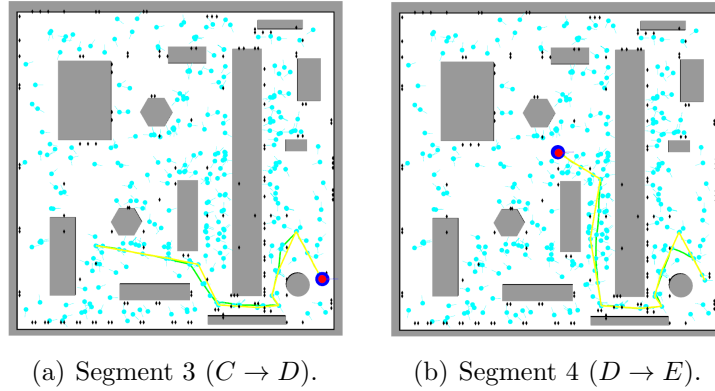 (a) Segment 3 (C → D).
(b) Segment 4 (D → E).